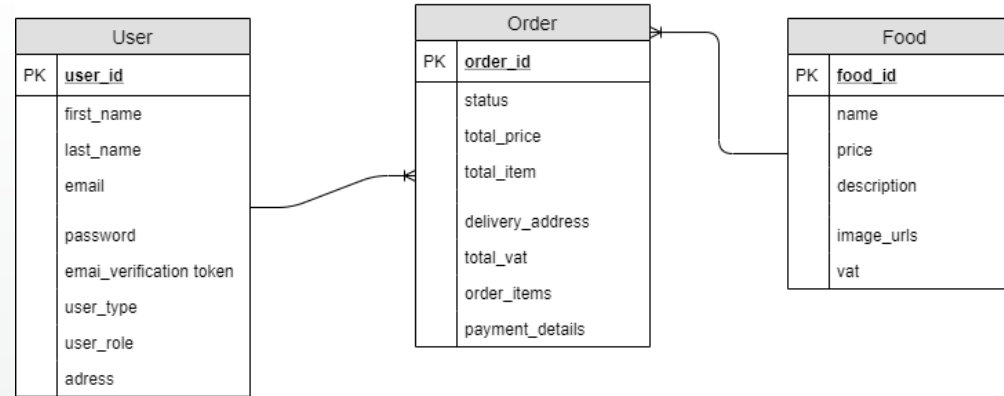 User
PK user_id
first_name
last_name
email
password
emai_verification token
user_type
user_role
adress
Order
PK order_id
status
total_price
total_item
delivery_address
total_vat
order_items
payment_details
Food
PK food_id
name
price
description
image_urls
vat